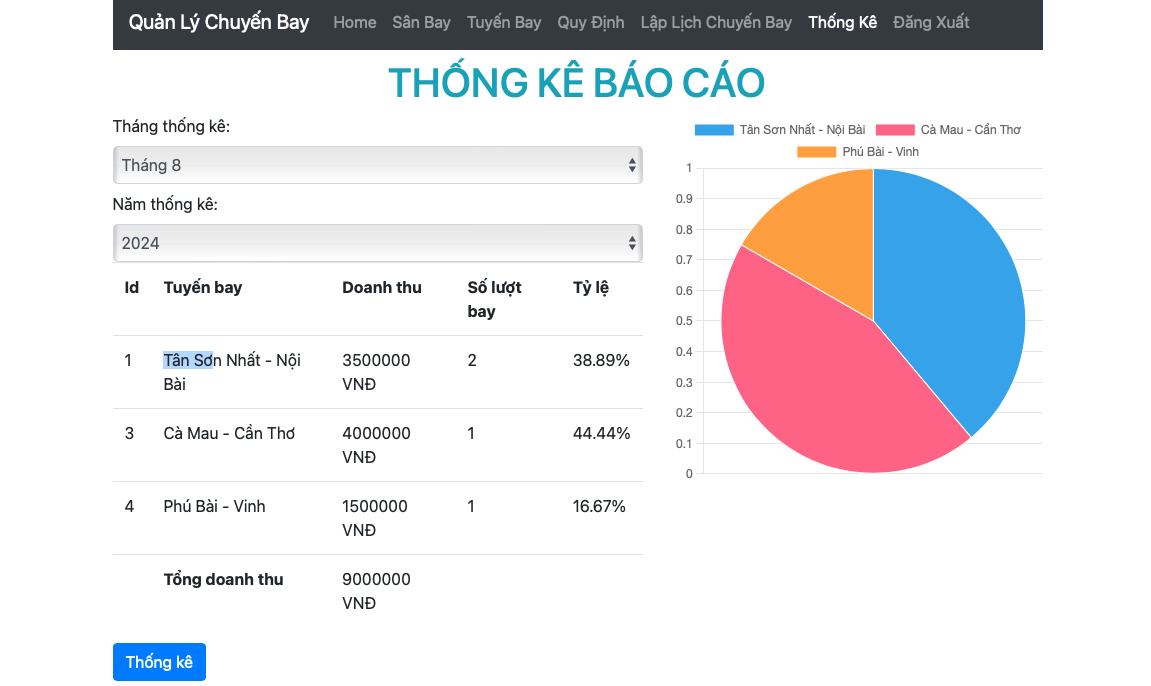 Quản Lý Chuyến Bay Home Sân Bay Tuyến Bay Quy Định Lập Lịch Chuyến Bay Thống Kê Đăng Xuất
THỐNG KÊ BÁO CÁO
Tháng thống kê:
Tháng 8
Năm thống kê:
2024
Id Tuyến bay Doanh thu Số lượt
bay Tỷ lệ
1 Tân Sơn Nhất - Nội
Bài 3500000
VNĐ 2 38.89%
3 Cà Mau - Cần Thơ 4000000
VNĐ 1 44.44%
4 Phú Bài - Vinh 1500000
VNĐ 1 16.67%
Tổng doanh thu 9000000
VNĐ
Thống kê
Tân Sơn Nhất - Nội Bài Cà Mau - Cần Thơ
Phú Bài - Vinh
1
0.9
0.8
0.7
0.6
0.5
0.4
0.3
0.2
0.1
0